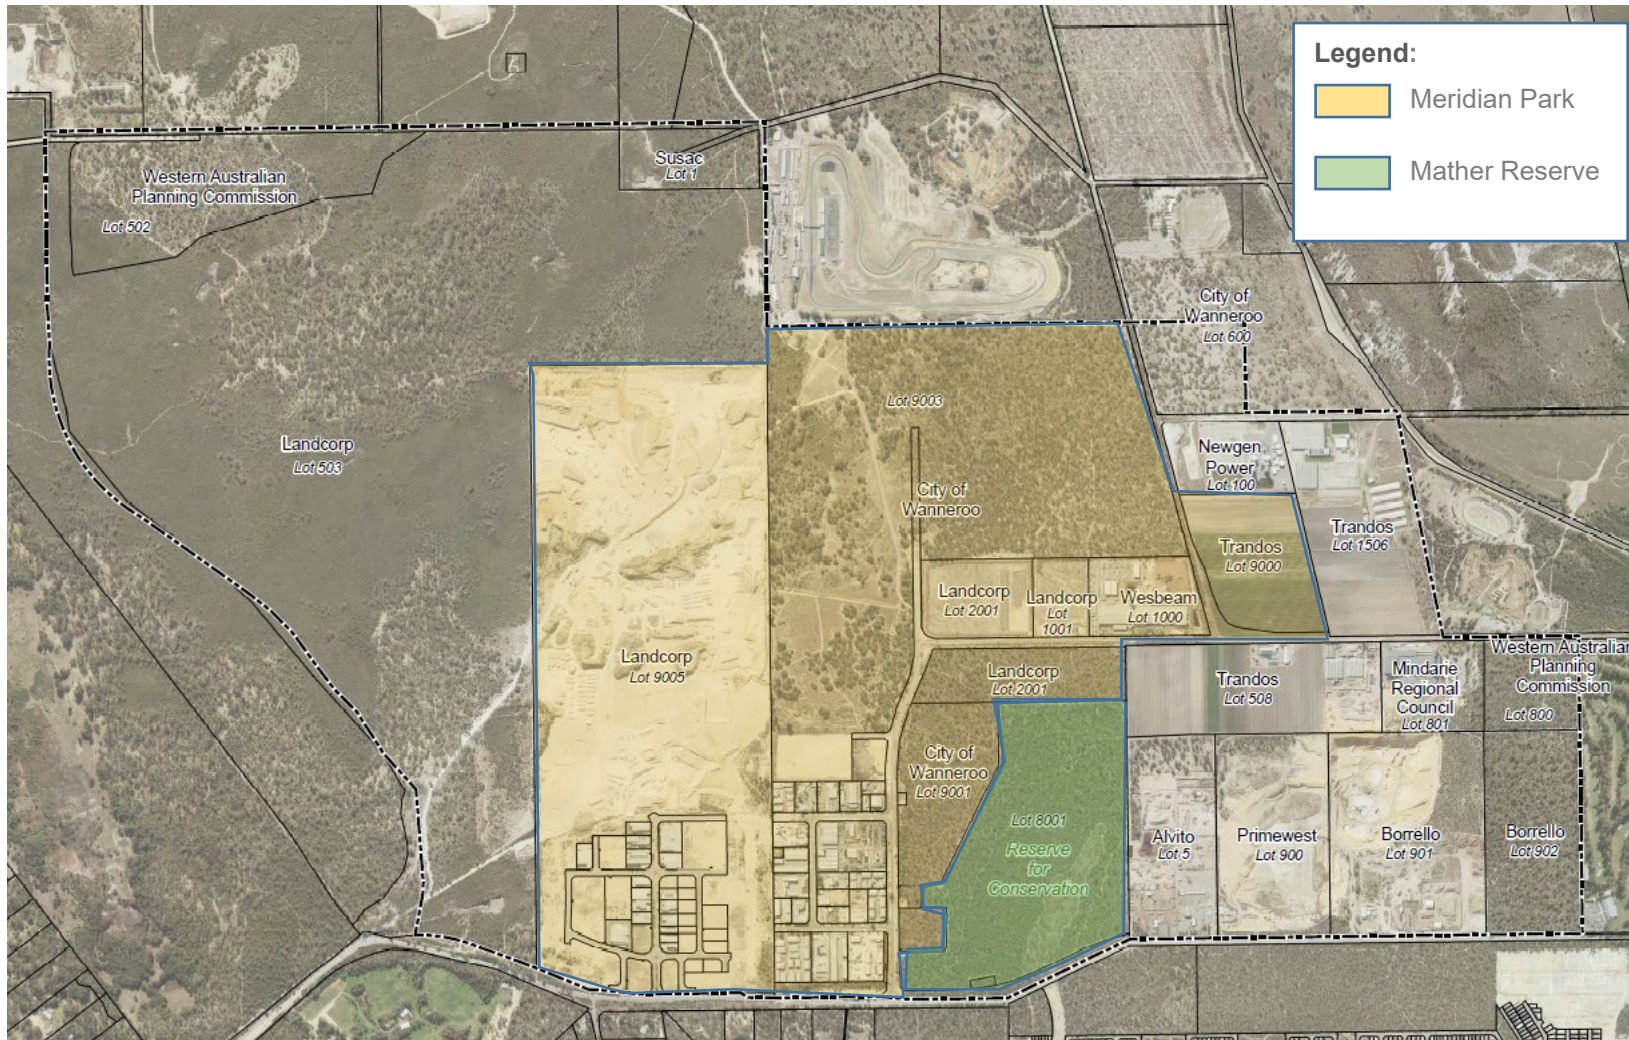 Legend:
Meridian Park
Mather Reserve
Western Australian
Planning Commission
Lot 502
Susac
Lot 1
City of
Wanneroo
Lot 600
Landcorp
Lot 503
Lot 9003
City of
Wanneroo
Newgen
Power
Lot 100
Trandos
Lot 1506
Trandos
Lot 9000
Landcorp
Lot 2001
Landcorp
Lot
1001
Wesbeam
Lot 1000
Landcorp
Lot 9005
Landcorp
Lot 2001
Trandos
Lot 508
Mindarie
Regional
Council
Lot 801
Western Australian
Planning
Commission
Lot 800
City of
Wanneroo
Lot 9001
Lot 8001
Reserve
for
Conservation
Alvito
Lot 5
Primewest
Lot 900
Borrello
Lot 901
Borrello
Lot 902